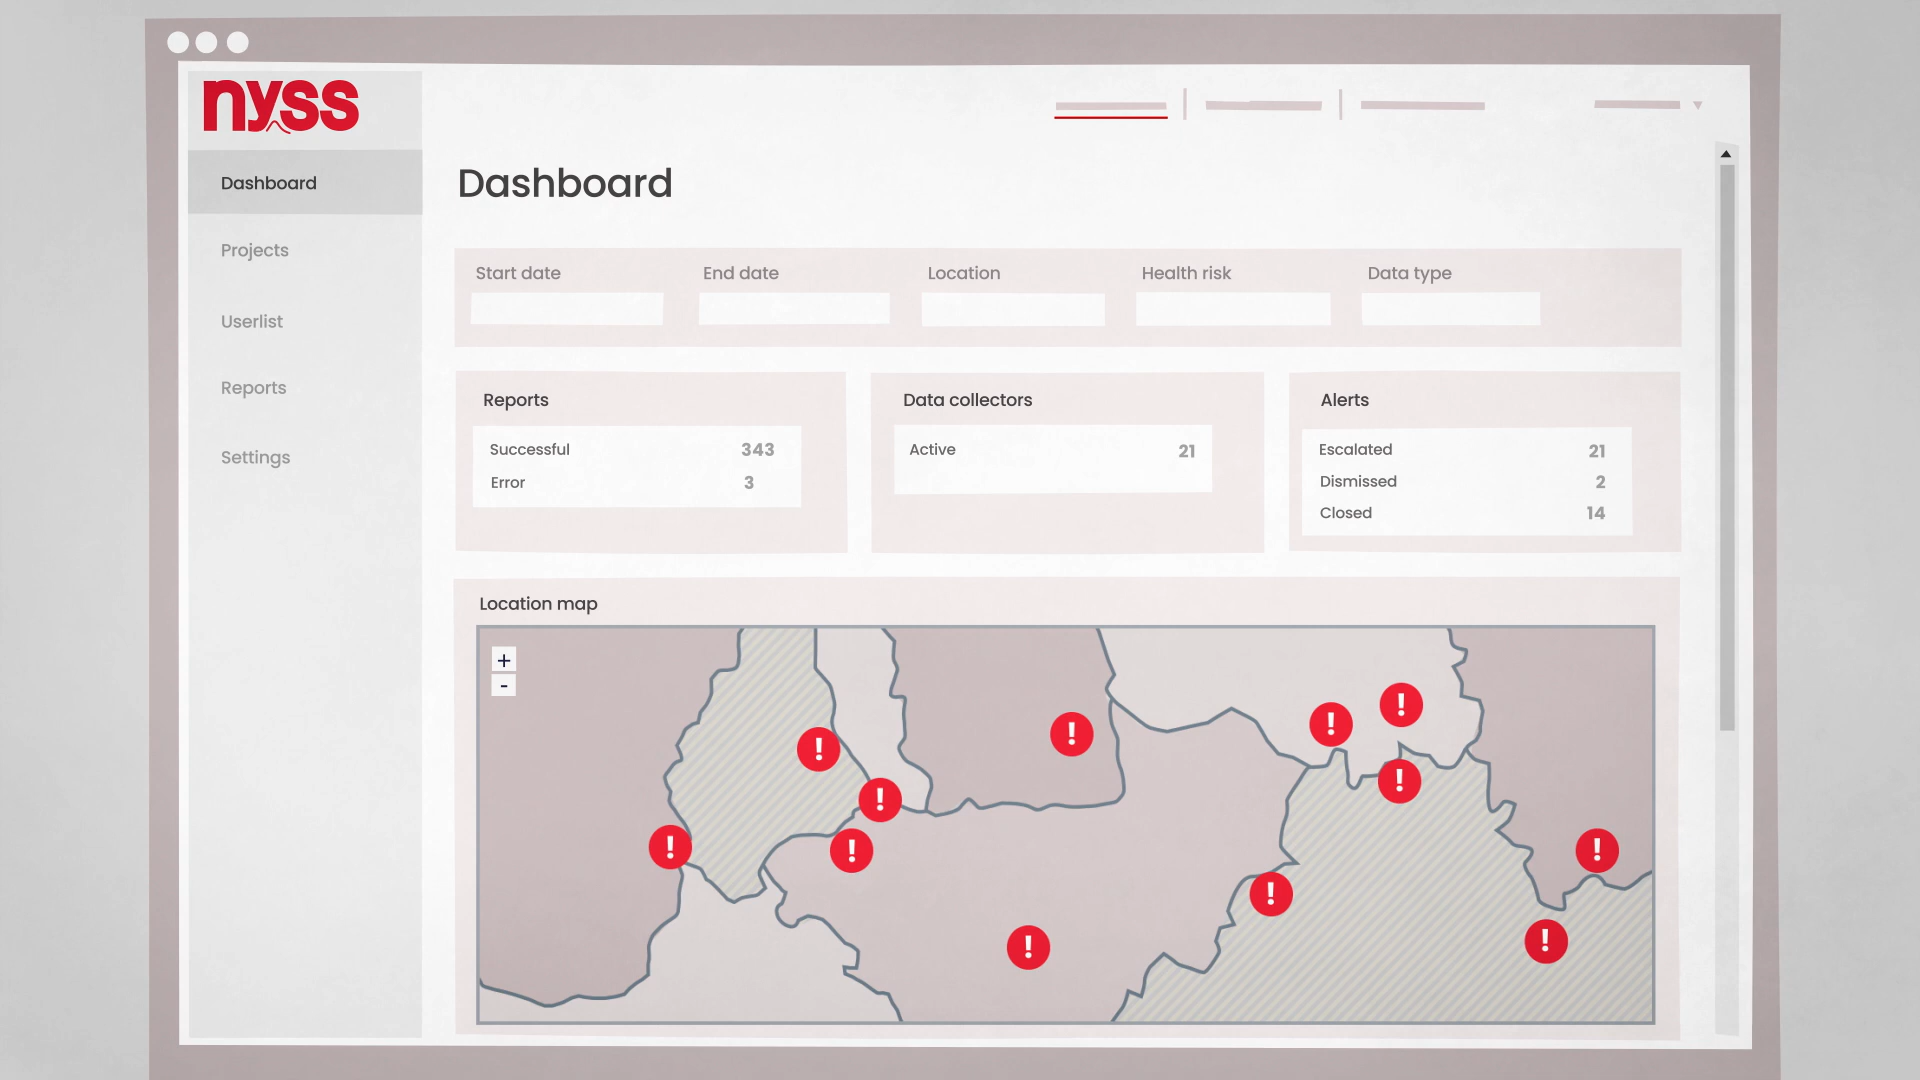 nyss
Dashboard
Projects
Userlist
Reports
Settings
Dashboard
Start date End date Location Health risk Data type
Reports
Successful 343
Error 3
Data collectors
Active 21
Alerts
Escalated 21
Dismissed 2
Closed 14
Location map
+
-
!
!
!
!
!
!
!
!
!
!
!
!